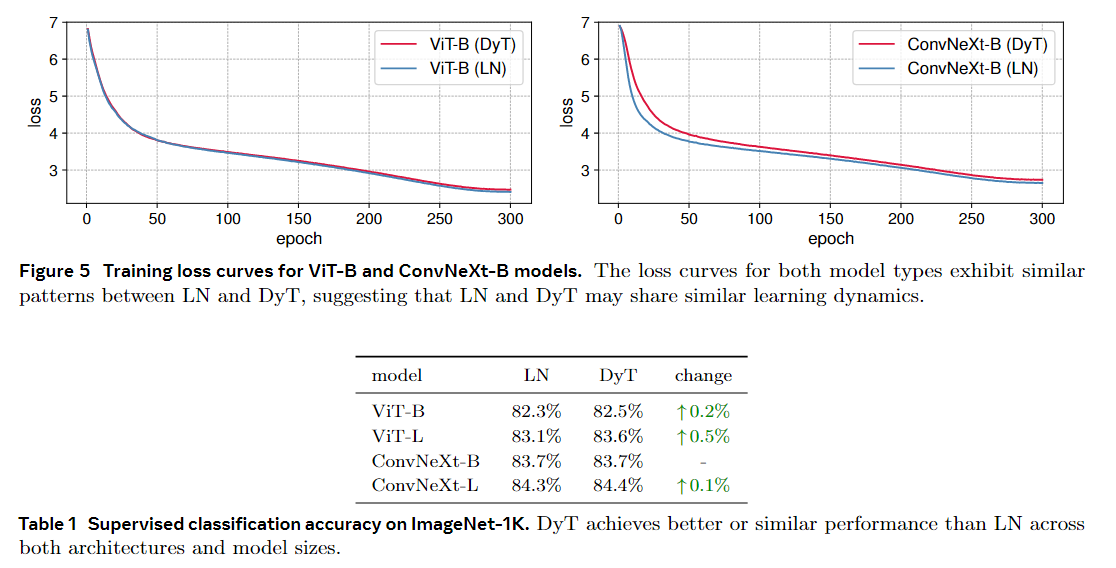 7
6
5
4
3
loss
0 50 100 150 200 250 300
epoch
ViT-B (DyT)
ViT-B (LN)
7
6
5
4
3
loss
0 50 100 150 200 250 300
epoch
ConvNeXt-B (DyT)
ConvNeXt-B (LN)
Figure 5 Training loss curves for ViT-B and ConvNeXt-B models. The loss curves for both model types exhibit similar
patterns between LN and DyT, suggesting that LN and DyT may share similar learning dynamics.
model LN DyT change
ViT-B 82.3% 82.5% ↑0.2%
ViT-L 83.1% 83.6% ↑0.5%
ConvNeXt-B 83.7% 83.7% -
ConvNeXt-L 84.3% 84.4% ↑0.1%
Table 1 Supervised classification accuracy on ImageNet-1K. DyT achieves better or similar performance than LN across
both architectures and model sizes.